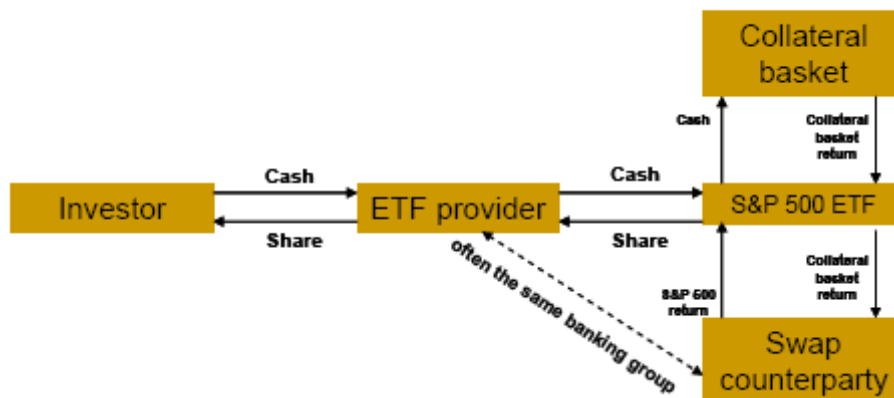 Collateral
basket
Cash
Collateral
basket
return
Cash
Cash
Investor
ETF provider
S&P 500 ETF
Share
Share
often the same banking group
S&P 500
return
Collateral
basket
return
Swap
counterparty